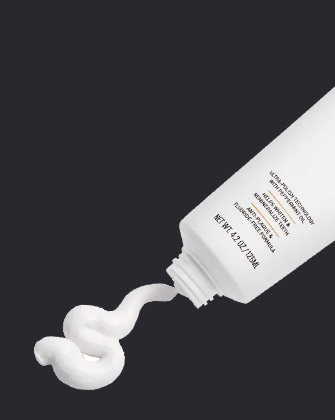 ULTRA-POLISH TECHNOLOGY
WITH PEPPERMINT OIL
HELPS WHITEN &
REMINERALIZE TEETH
ANTI-PLAQUE &
FLUORIDE-FREE FORMULA
NET WT. 4.2 OZ/125ML